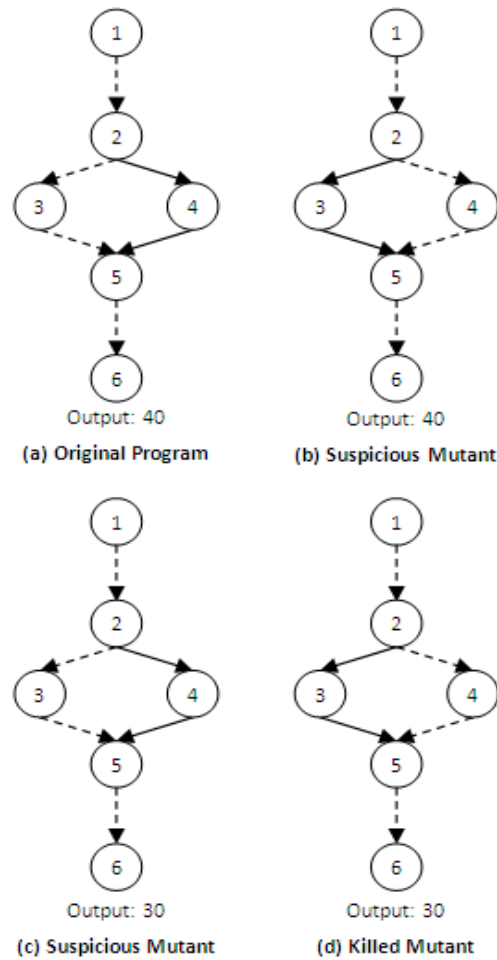 1 1
2 2
3 4 3 4
5 5
6 6
Output: 40 Output: 40
(a) Original Program (b) Suspicious Mutant
1 1
2 2
3 4 3 4
5 5
6 6
Output: 30 Output: 30
(c) Suspicious Mutant (d) Killed Mutant